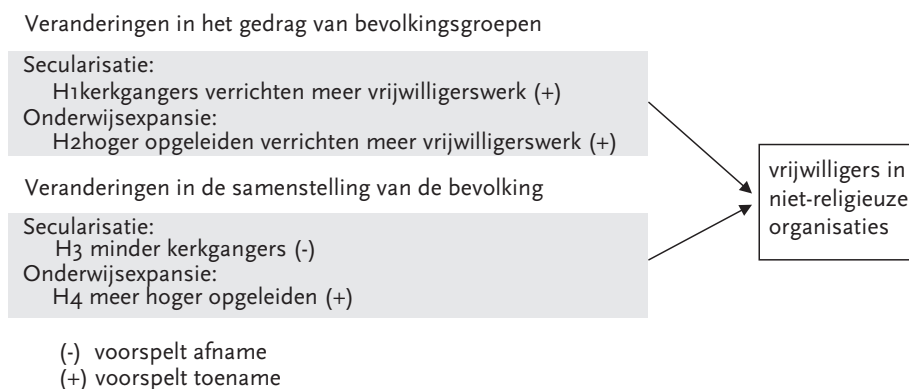 Veranderingen in het gedrag van bevolkingsgroepen
Secularisatie:
H1kerkgangers verrichten meer vrijwilligerswerk (+)
Onderwijsexpansie:
H2hoger opgeleiden verrichten meer vrijwilligerswerk (+)
Veranderingen in de samenstelling van de bevolking
Secularisatie:
H3 minder kerkgangers (-)
Onderwijsexpansie:
H4 meer hoger opgeleiden (+)
vrijwilligers in
niet-religieuze
organisaties
(-) voorspelt afname
(+) voorspelt toename